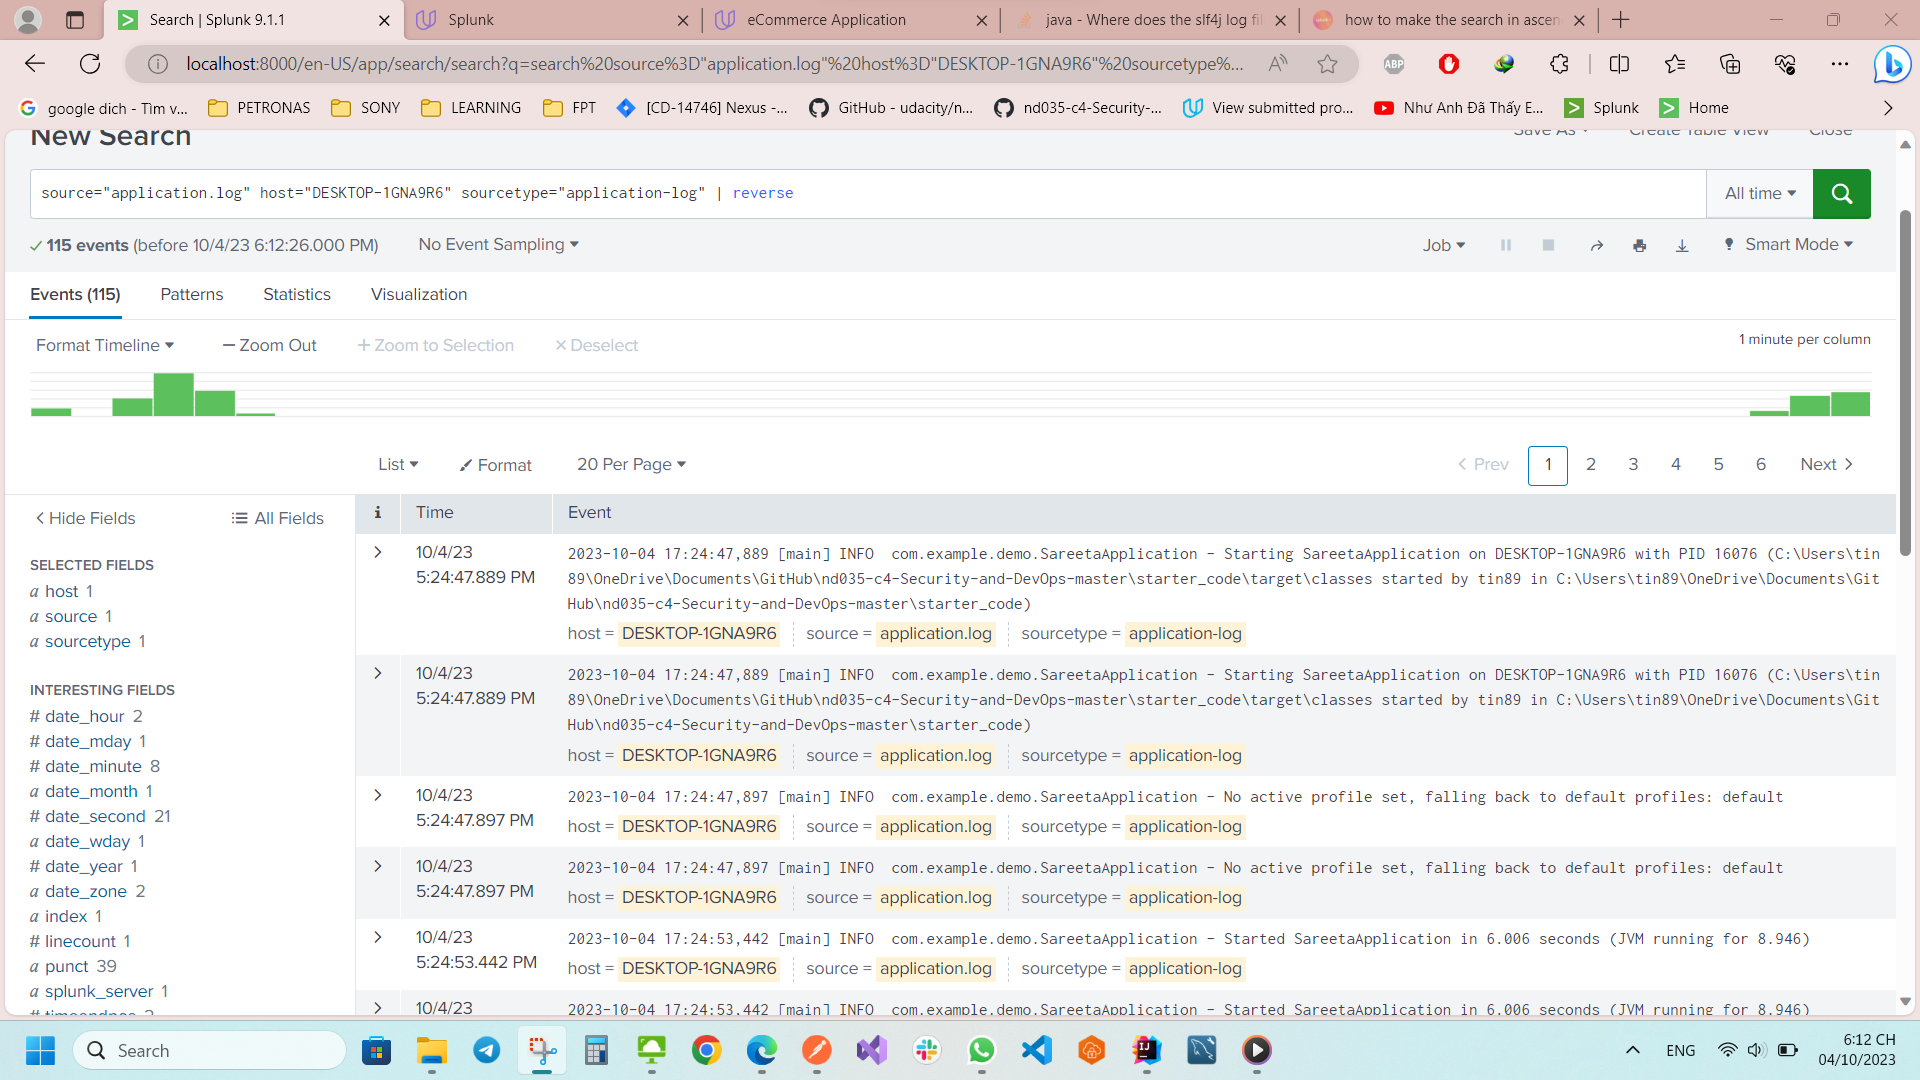 Search | Splunk 9.1.1
Splunk
eCommerce Application
java - Where does the slf4j log fil
how to make the search in ascen
localhost:8000/en-US/app/search/search?q=search%20source%3D"application.log"%20host%3D"DESKTOP-1GNA9R6"%20sourcetype%...
ABP
google dich - Tìm v...
PETRONAS
SONY
LEARNING
FPT
[CD-14746] Nexus -...
GitHub - udacity/n...
nd035-c4-Security-...
View submitted pro...
Như Anh Đã Thấy E...
Splunk
Home
New Search
Save As
Create Table View
Close
source="application.log" host="DESKTOP-1GNA9R6" sourcetype="application-log" | reverse
All time
115 events (before 10/4/23 6:12:26.000 PM)
No Event Sampling
Job
Smart Mode
Events (115)
Patterns
Statistics
Visualization
Format Timeline
Zoom Out
Zoom to Selection
Deselect
1 minute per column
List
Format
20 Per Page
Prev
1
2
3
4
5
6
Next
Hide Fields
All Fields
SELECTED FIELDS
a host 1
a source 1
a sourcetype 1
INTERESTING FIELDS
# date_hour 2
# date_mday 1
# date_minute 8
a date_month 1
# date_second 21
a date_wday 1
# date_year 1
a date_zone 2
a index 1
# linecount 1
a punct 39
a splunk_server 1
i
Time
Event
10/4/23
5:24:47.889 PM
2023-10-04 17:24:47,889 [main] INFO  com.example.demo.SareetaApplication - Starting SareetaApplication on DESKTOP-1GNA9R6 with PID 16076 (C:\Users\tin
89\OneDrive\Documents\GitHub\nd035-c4-Security-and-DevOps-master\starter_code\target\classes started by tin89 in C:\Users\tin89\OneDrive\Documents\Git
Hub\nd035-c4-Security-and-DevOps-master\starter_code)
host = DESKTOP-1GNA9R6
source = application.log
sourcetype = application-log
10/4/23
5:24:47.889 PM
2023-10-04 17:24:47,889 [main] INFO  com.example.demo.SareetaApplication - Starting SareetaApplication on DESKTOP-1GNA9R6 with PID 16076 (C:\Users\tin
89\OneDrive\Documents\GitHub\nd035-c4-Security-and-DevOps-master\starter_code\target\classes started by tin89 in C:\Users\tin89\OneDrive\Documents\Git
Hub\nd035-c4-Security-and-DevOps-master\starter_code)
host = DESKTOP-1GNA9R6
source = application.log
sourcetype = application-log
10/4/23
5:24:47.897 PM
2023-10-04 17:24:47,897 [main] INFO  com.example.demo.SareetaApplication - No active profile set, falling back to default profiles: default
host = DESKTOP-1GNA9R6
source = application.log
sourcetype = application-log
10/4/23
5:24:47.897 PM
2023-10-04 17:24:47,897 [main] INFO  com.example.demo.SareetaApplication - No active profile set, falling back to default profiles: default
host = DESKTOP-1GNA9R6
source = application.log
sourcetype = application-log
10/4/23
5:24:53.442 PM
2023-10-04 17:24:53,442 [main] INFO  com.example.demo.SareetaApplication - Started SareetaApplication in 6.006 seconds (JVM running for 8.946)
host = DESKTOP-1GNA9R6
source = application.log
sourcetype = application-log
10/4/23
2023-10-04 17:24:53,442 [main] INFO  com.example.demo.SareetaApplication - Started SareetaApplication in 6.006 seconds (JVM running for 8.946)
Search
ENG
6:12 CH
04/10/2023